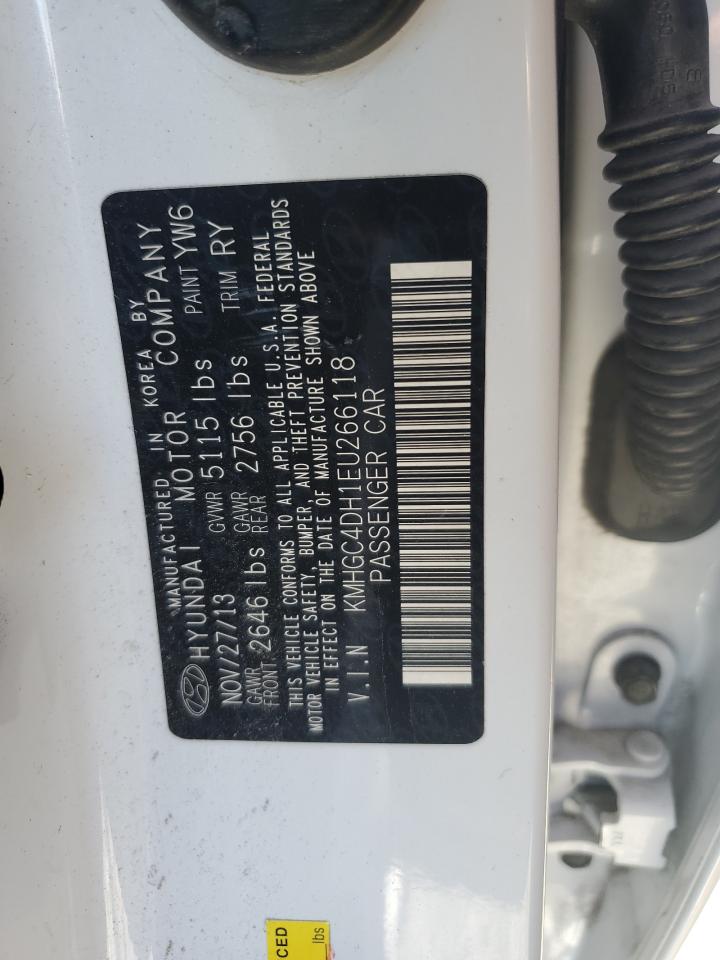 MANUFACTURED IN KOREA BY
HYUNDAI MOTOR COMPANY
NOV/27/13 GVWR 5115 lbs PAINT YW6
GAWR FRONT 2646 lbs GAWR REAR 2756 lbs TRIM RY
THIS VEHICLE CONFORMS TO ALL APPLICABLE U.S.A. FEDERAL
MOTOR VEHICLE SAFETY, BUMPER, AND THEFT PREVENTION STANDARDS
IN EFFECT ON THE DATE OF MANUFACTURE SHOWN ABOVE
V.I.N KMHGC4DH1EU266118
PASSENGER CAR
CED
lbs